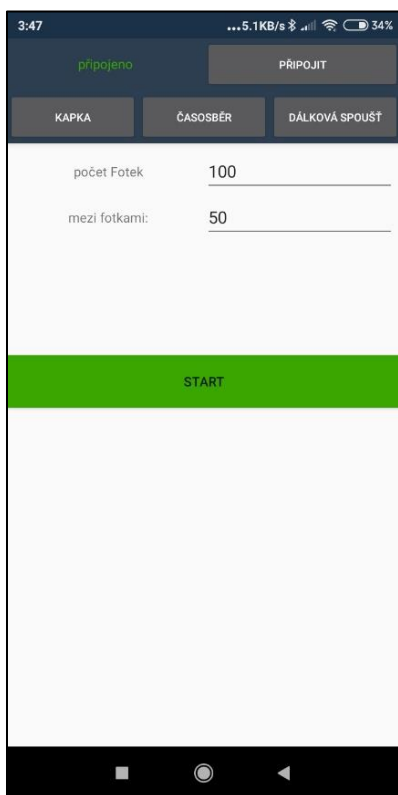 3:47 ...5.1KB/s 34%
připojeno PŘIPOJIT
KAPKA ČASOSBĚR DÁLKOVÁ SPOUŠŤ
počet Fotek 100
mezi fotkami: 50
START